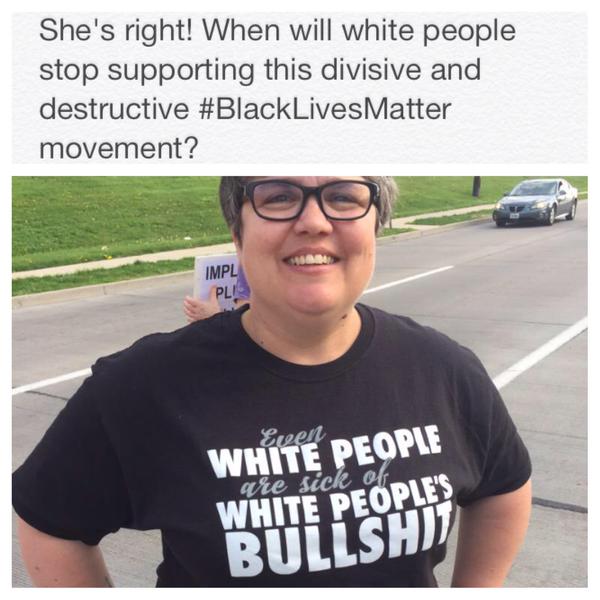 She's right! When will white people
stop supporting this divisive and
destructive #BlackLivesMatter
movement?
IMPL
PL
Even
WHITE PEOPLE
are sick of
WHITE PEOPLE'S
BULLSHIT